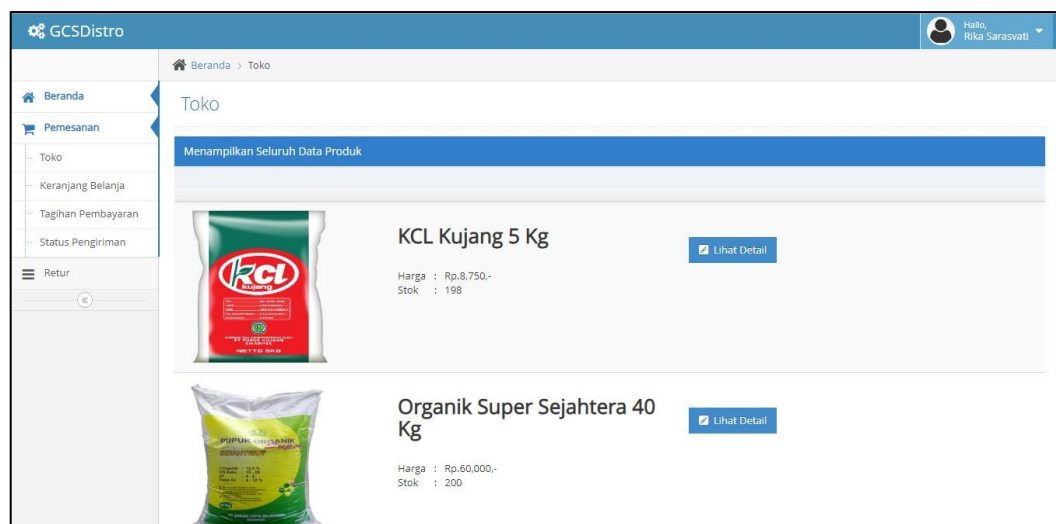 GCSDistro
Hallo,
Rika Sarasvati
Beranda > Toko
Beranda
Pemesanan
Toko
Keranjang Belanja
Tagihan Pembayaran
Status Pengiriman
Retur
Toko
Menampilkan Seluruh Data Produk
kcl
kujang
NETTO 5KG
KCL Kujang 5 Kg
Harga : Rp.8,750,-
Stok : 198
Lihat Detail
PUPUK ORGANIK
Organik Super Sejahtera 40
Kg
Harga : Rp.60,000,-
Stok : 200
Lihat Detail